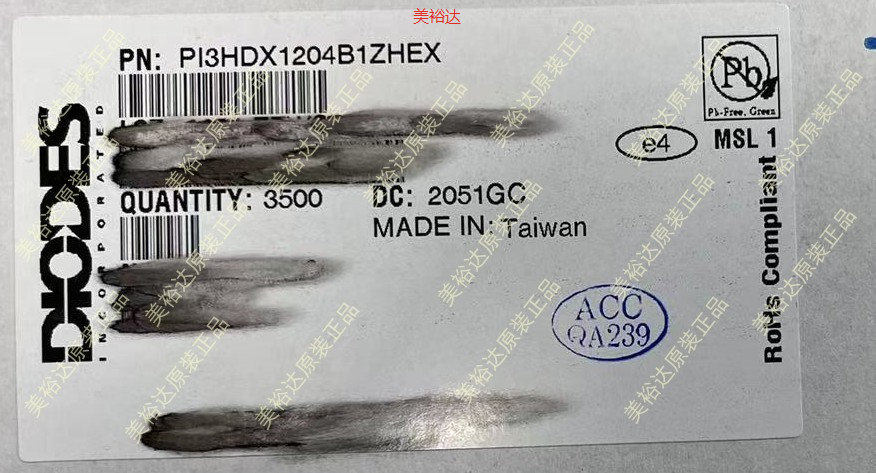 美裕达
PN: PI3HDX1204B1ZHEX
Pb
Pb-Free, Green
e4
MSL 1
QUANTITY: 3500
DC: 2051GC
MADE IN: Taiwan
DIODES
INCORPORATED
RoHs Compliant
ACC
QA239
美裕达原装正品